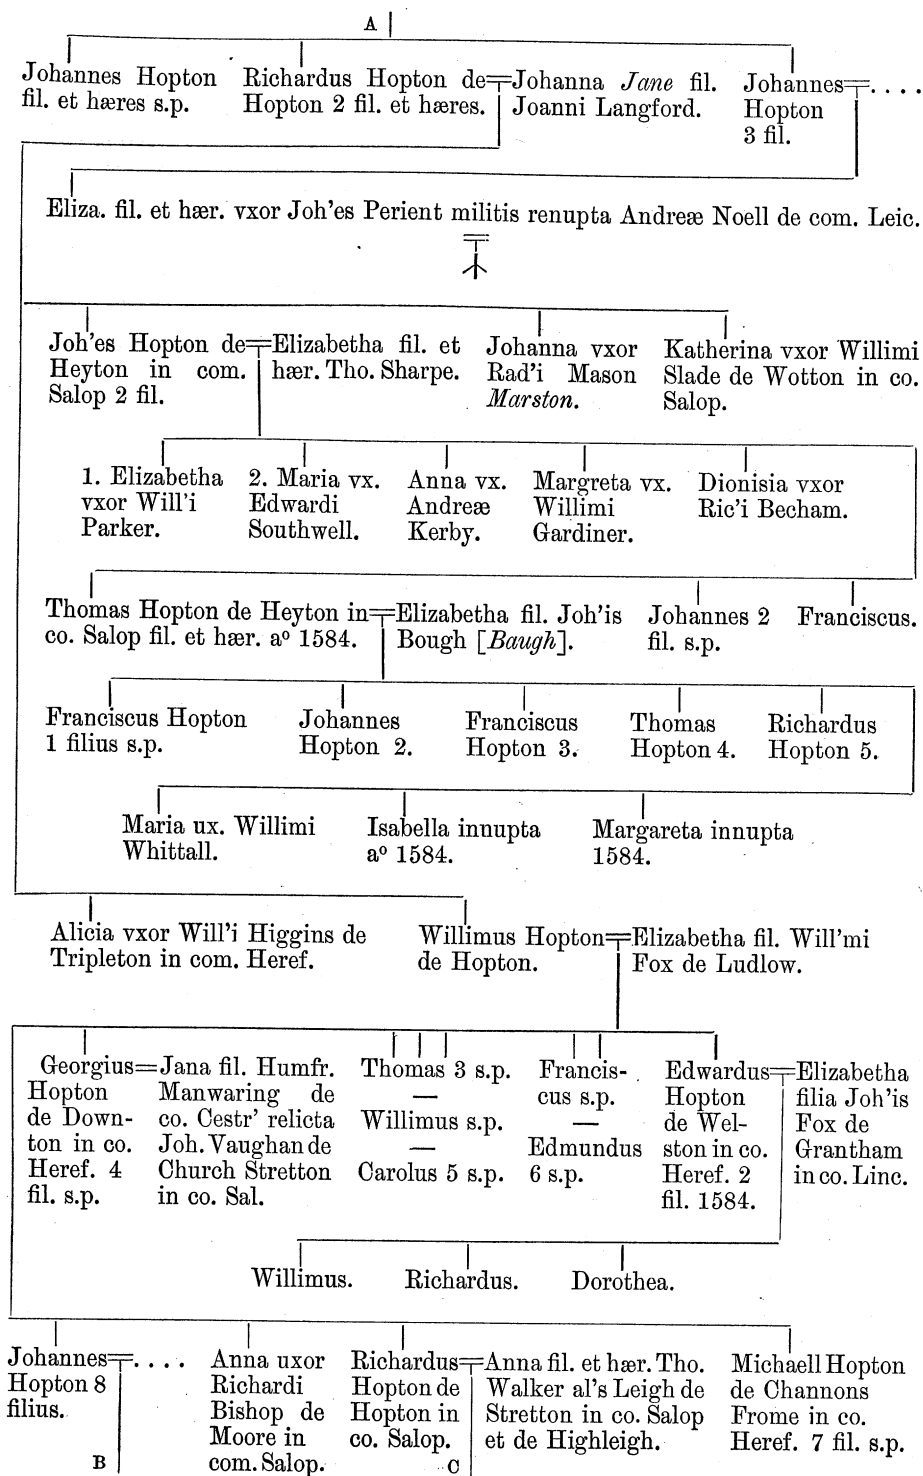 A
Johannes Hopton
fil. et hæres s.p.
Richardus Hopton de
Hopton 2 fil. et hæres.
Johanna Jane fil.
Joanni Langford.
Johannes
Hopton
3 fil.
. . . .
Eliza. fil. et hær. vxor Joh'es Perient militis renupta Andreæ Noell de com. Leic.
Joh'es Hopton de
Heyton in com.
Salop 2 fil.
Elizabetha fil. et
hær. Tho. Sharpe.
Johanna vxor
Rad'i Mason
Marston.
Katherina vxor Willimi
Slade de Wotton in co.
Salop.
1. Elizabetha
vxor Will'i
Parker.
2. Maria vx.
Edwardi
Southwell.
Anna vx.
Andreæ
Kerby.
Margreta vx.
Willimi
Gardiner.
Dionisia vxor
Ric'i Becham.
Thomas Hopton de Heyton in
co. Salop fil. et hær. aº 1584.
Elizabetha fil. Joh'is
Bough [Baugh].
Johannes 2
fil. s.p.
Franciscus.
Franciscus Hopton
1 filius s.p.
Johannes
Hopton 2.
Franciscus
Hopton 3.
Thomas
Hopton 4.
Richardus
Hopton 5.
Maria ux. Willimi
Whittall.
Isabella innupta
aº 1584.
Margareta innupta
1584.
Alicia vxor Will'i Higgins de
Tripleton in com. Heref.
Willimus Hopton
de Hopton.
Elizabetha fil. Will'mi
Fox de Ludlow.
Georgius
Hopton
de Down-
ton in co.
Heref. 4
fil. s.p.
Jana fil. Humfr.
Manwaring de
co. Cestr' relicta
Joh. Vaughan de
Church Stretton
in co. Sal.
Thomas 3 s.p.
—
Willimus s.p.
—
Carolus 5 s.p.
Francis-
cus s.p.
—
Edmundus
6 s.p.
Edwardus
Hopton
de Wel-
ston in co.
Heref. 2
fil. 1584.
Elizabetha
filia Joh'is
Fox de
Grantham
in co. Linc.
Willimus.
Richardus.
Dorothea.
Johannes
Hopton 8
filius.
. . . .
B
Anna uxor
Richardi
Bishop de
Moore in
com. Salop.
Richardus
Hopton de
Hopton in
co. Salop.
C
Anna fil. et hær. Tho.
Walker al's Leigh de
Stretton in co. Salop
et de Highleigh.
Michaell Hopton
de Channons
Frome in co.
Heref. 7 fil. s.p.